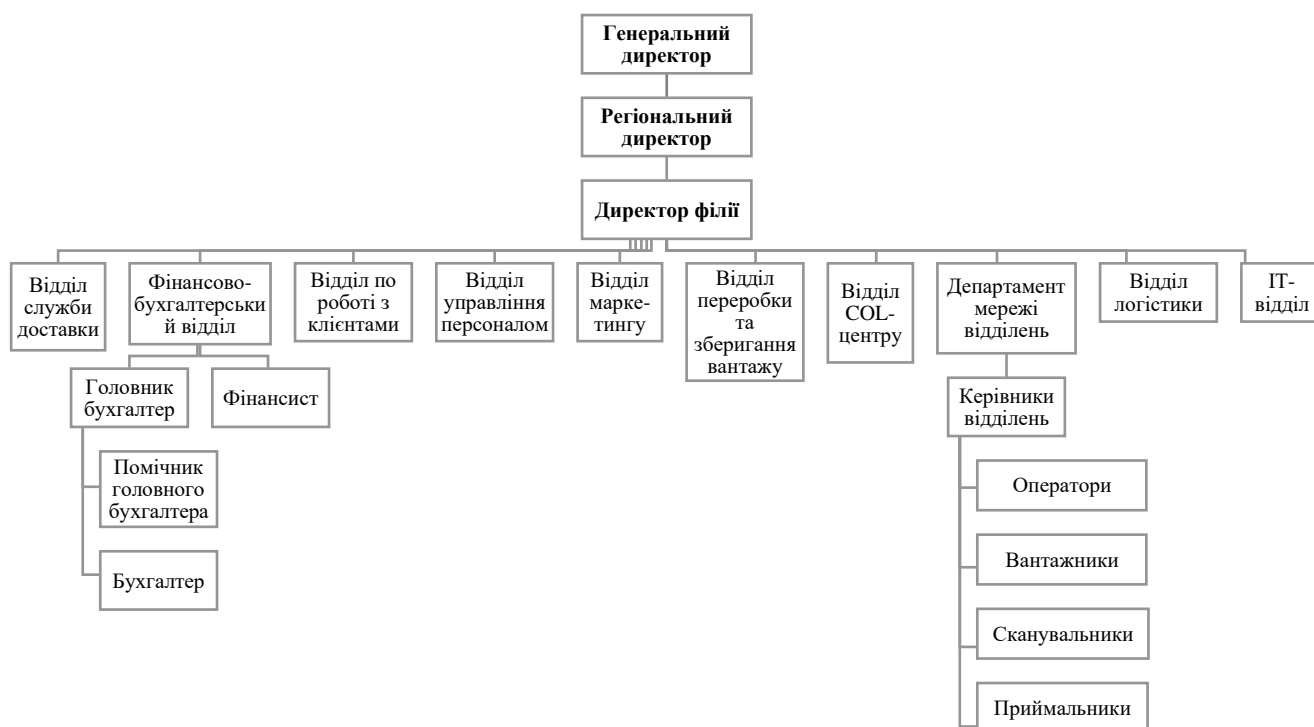 Генеральний
директор
Регіональний
директор
Директор філії
Відділ
служби
доставки
Фінансово-
бухгалтерськи
й відділ
Відділ по
роботі з
клієнтами
Відділ
управління
персоналом
Відділ
марке-
тингу
Відділ
переробки
та
зберигання
вантажу
Відділ
COL-
центру
Департамент
мережі
відділень
Відділ
логістики
ІТ-
відділ
Головник
бухгалтер
Фінансист
Керівники
відділень
Помічник
головного
бухгалтера
Бухгалтер
Оператори
Вантажники
Сканувальники
Приймальники